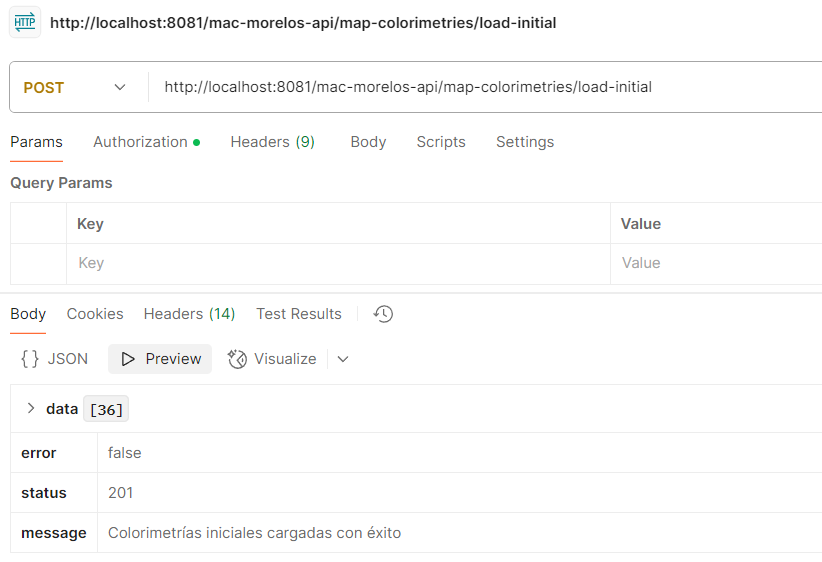 HTTP http://localhost:8081/mac-morelos-api/map-colorimetries/load-initial
POST http://localhost:8081/mac-morelos-api/map-colorimetries/load-initial
Params Authorization Headers (9) Body Scripts Settings
Query Params
Key Value
Key Value
Body Cookies Headers (14) Test Results
{} JSON Preview Visualize
data [36]
error false
status 201
message Colorimetrías iniciales cargadas con éxito